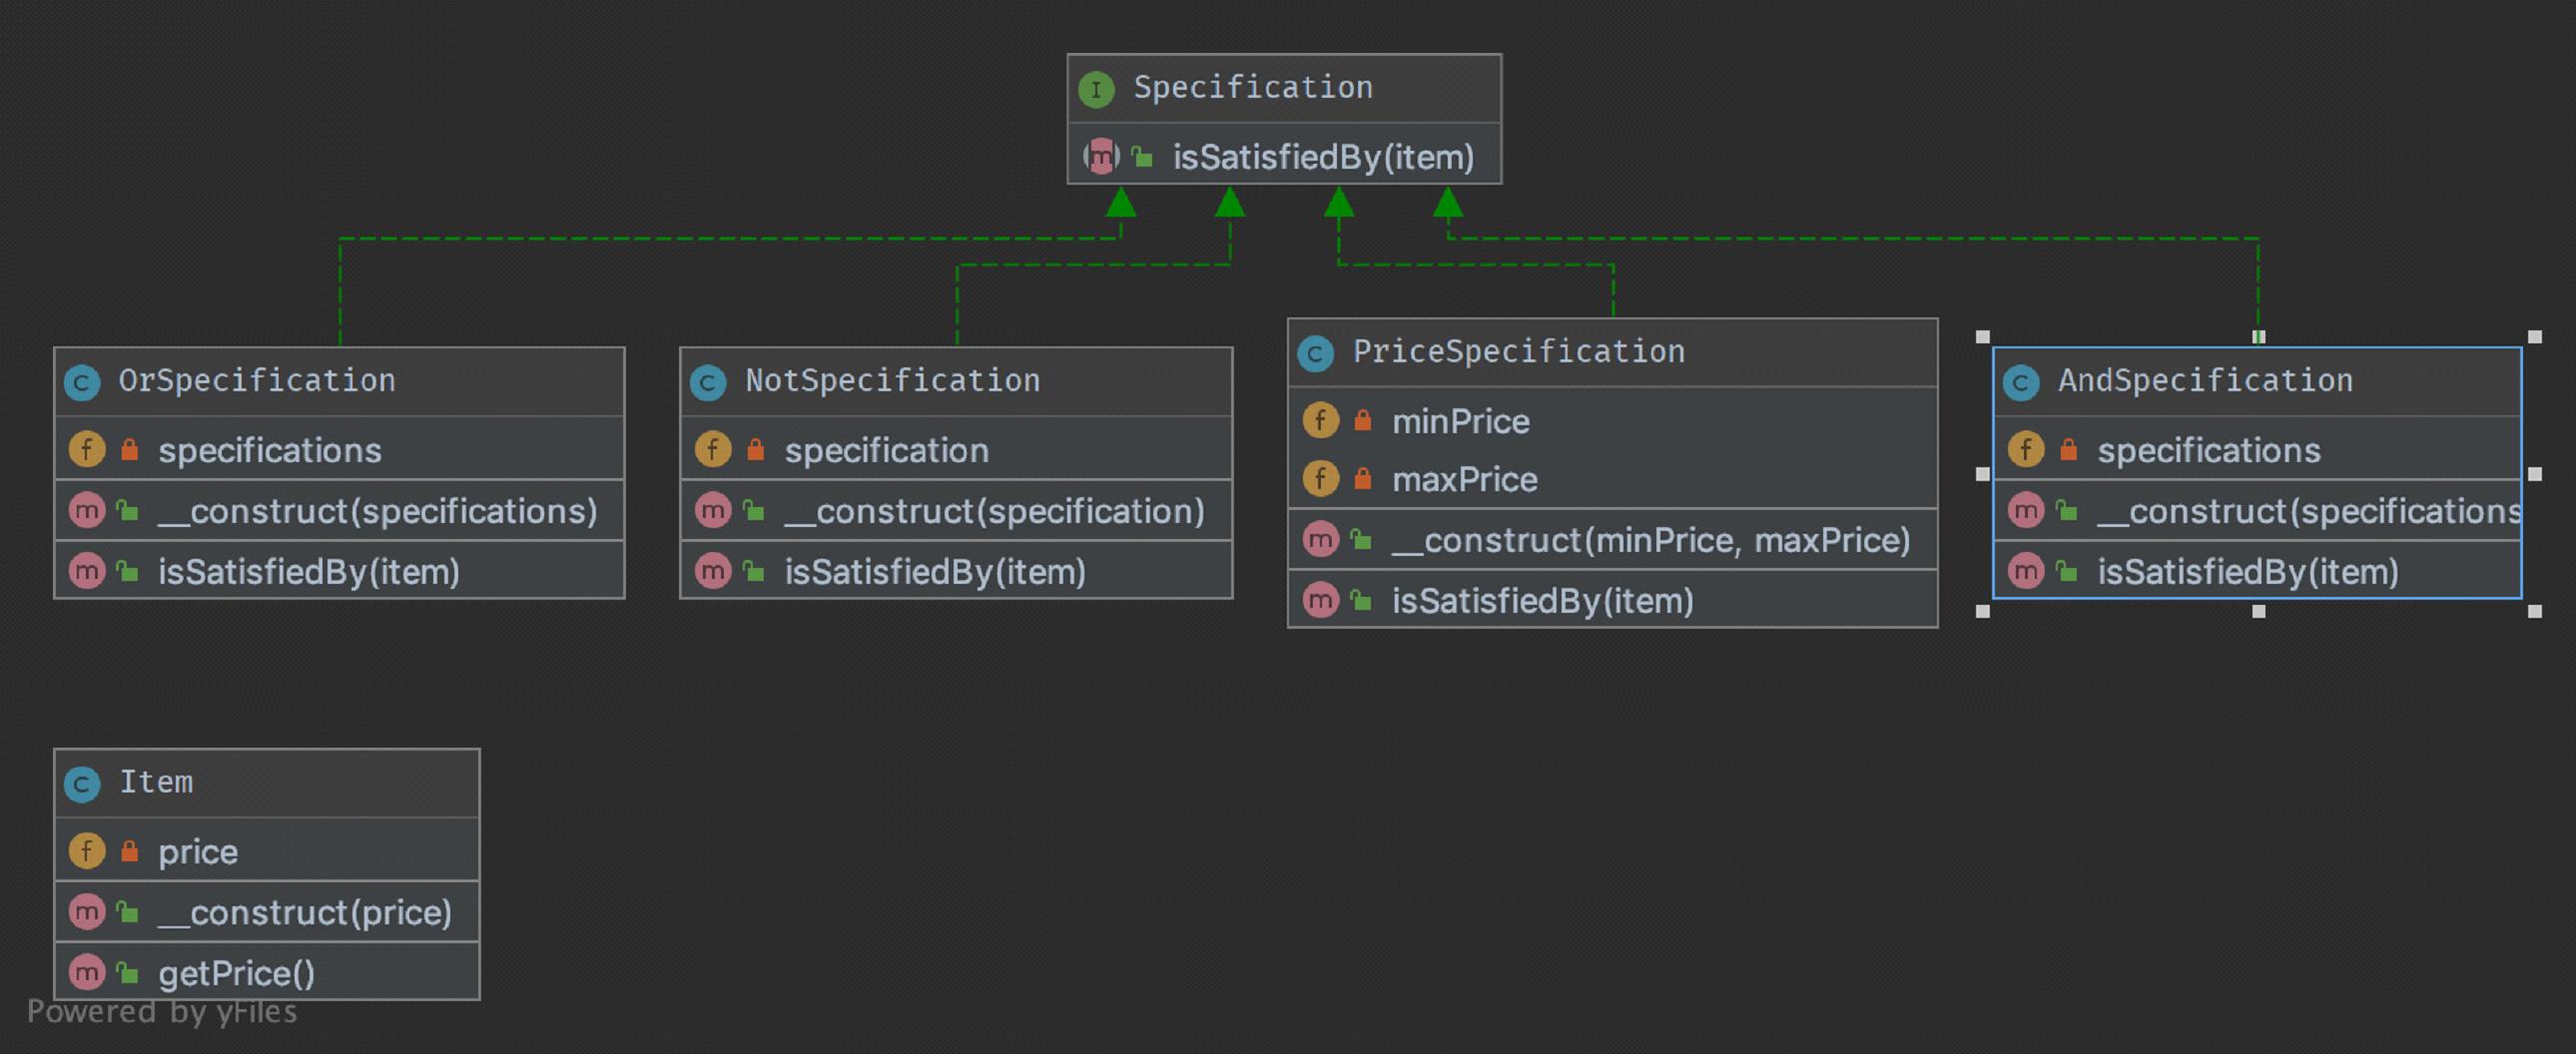 Specification
isSatisfiedBy(item)
OrSpecification
specifications
__construct(specifications)
isSatisfiedBy(item)
NotSpecification
specification
__construct(specification)
isSatisfiedBy(item)
PriceSpecification
minPrice
maxPrice
__construct(minPrice, maxPrice)
isSatisfiedBy(item)
AndSpecification
specifications
__construct(specifications
isSatisfiedBy(item)
Item
price
__construct(price)
getPrice()
Powered by yFiles